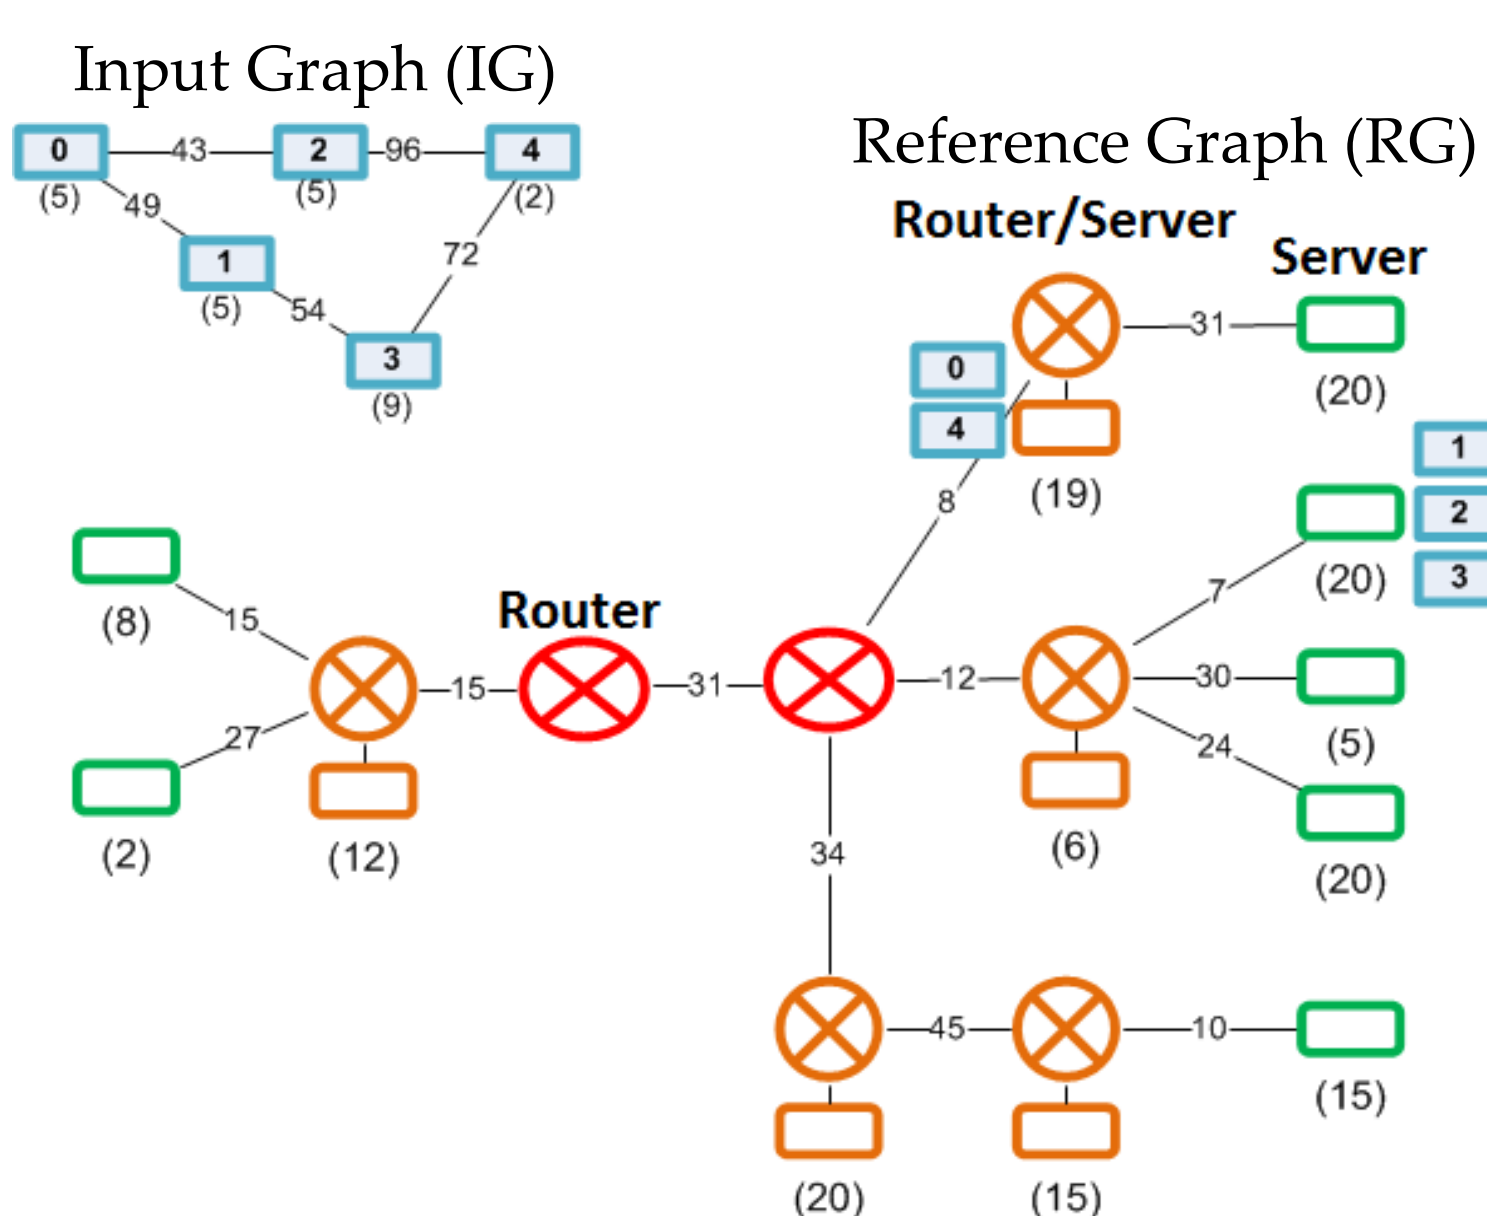 Input Graph (IG)
0 43 2 96 4
(5) (5) (2)
49
1 72
(5) 54
3
(9)
Reference Graph (RG)
Router/Server
Server
31
(20)
0
4
(19)
8
1
2
3
(20)
7
(8)
15
Router
15 31 12 30
27
(5)
24
(2) (12) (6)
(20)
34
45 10
(15)
(20) (15)